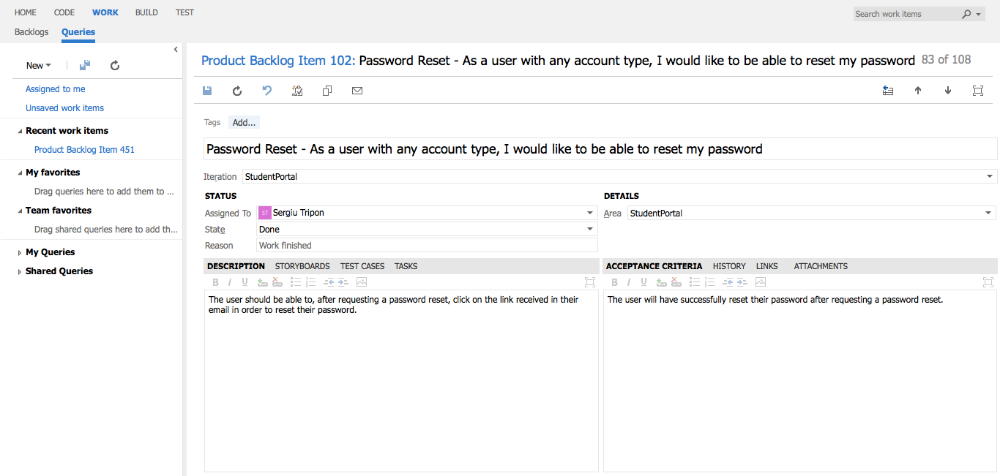 HOME CODE WORK BUILD TEST
Search work items
Backlogs Queries
New
Assigned to me
Unsaved work items
Recent work items
Product Backlog Item 451
My favorites
Drag queries here to add them to ...
Team favorites
Drag shared queries here to add th...
My Queries
Shared Queries
Product Backlog Item 102: Password Reset - As a user with any account type, I would like to be able to reset my password 83 of 108
Tags Add...
Password Reset - As a user with any account type, I would like to be able to reset my password
Iteration StudentPortal
STATUS
Assigned To ST Sergiu Tripon
State Done
Reason Work finished
DETAILS
Area StudentPortal
DESCRIPTION STORYBOARDS TEST CASES TASKS
B I U
The user should be able to, after requesting a password reset, click on the link received in their
email in order to reset their password.
ACCEPTANCE CRITERIA HISTORY LINKS ATTACHMENTS
B I U
The user will have successfully reset their password after requesting a password reset.